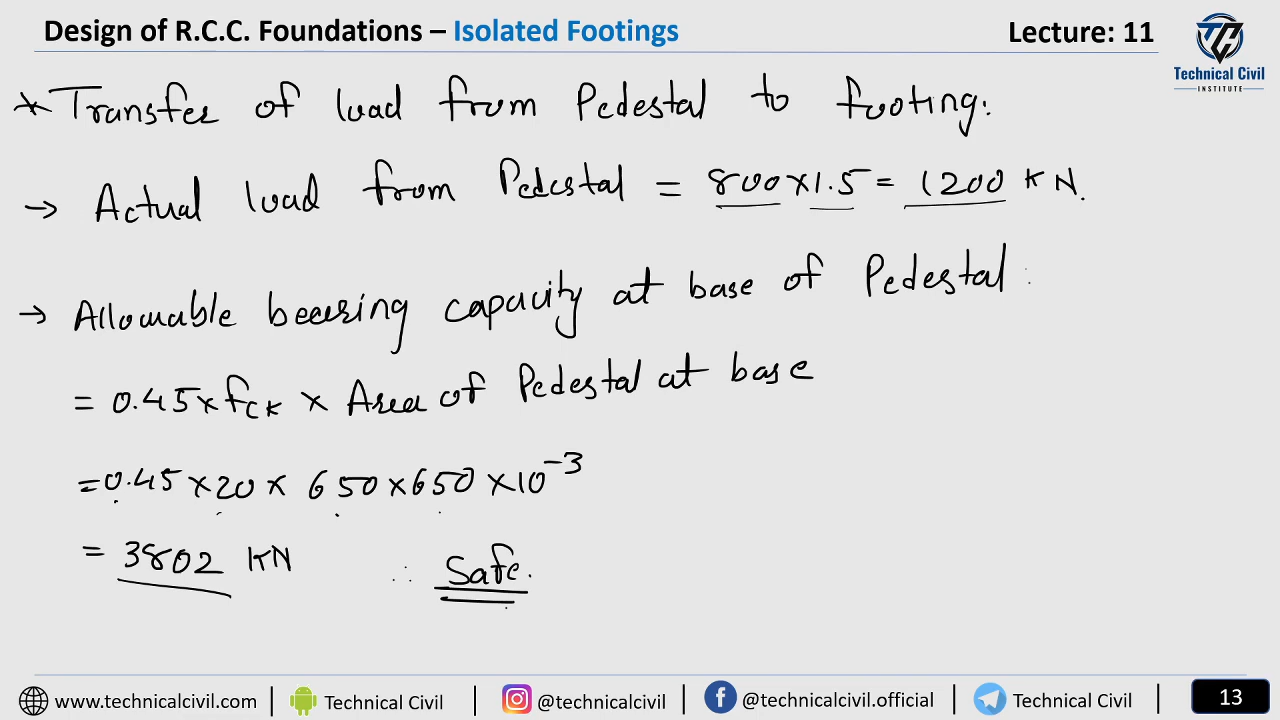 Design of R.C.C. Foundations – Isolated Footings
Lecture: 11
Technical Civil
INSTITUTE
* Transfer of load from Pedestal to footing:
→ Actual load from Pedestal = 800 x 1.5 = 1200 KN.
→ Allowable bearing capacity at base of Pedestal:
= 0.45 x fck x Area of Pedestal at base
= 0.45 x 20 x 650 x 650 x 10⁻³
= 3802 KN ∴ Safe.
www.technicalcivil.com | Technical Civil | @technicalcivil | @technicalcivil.official | Technical Civil | 13